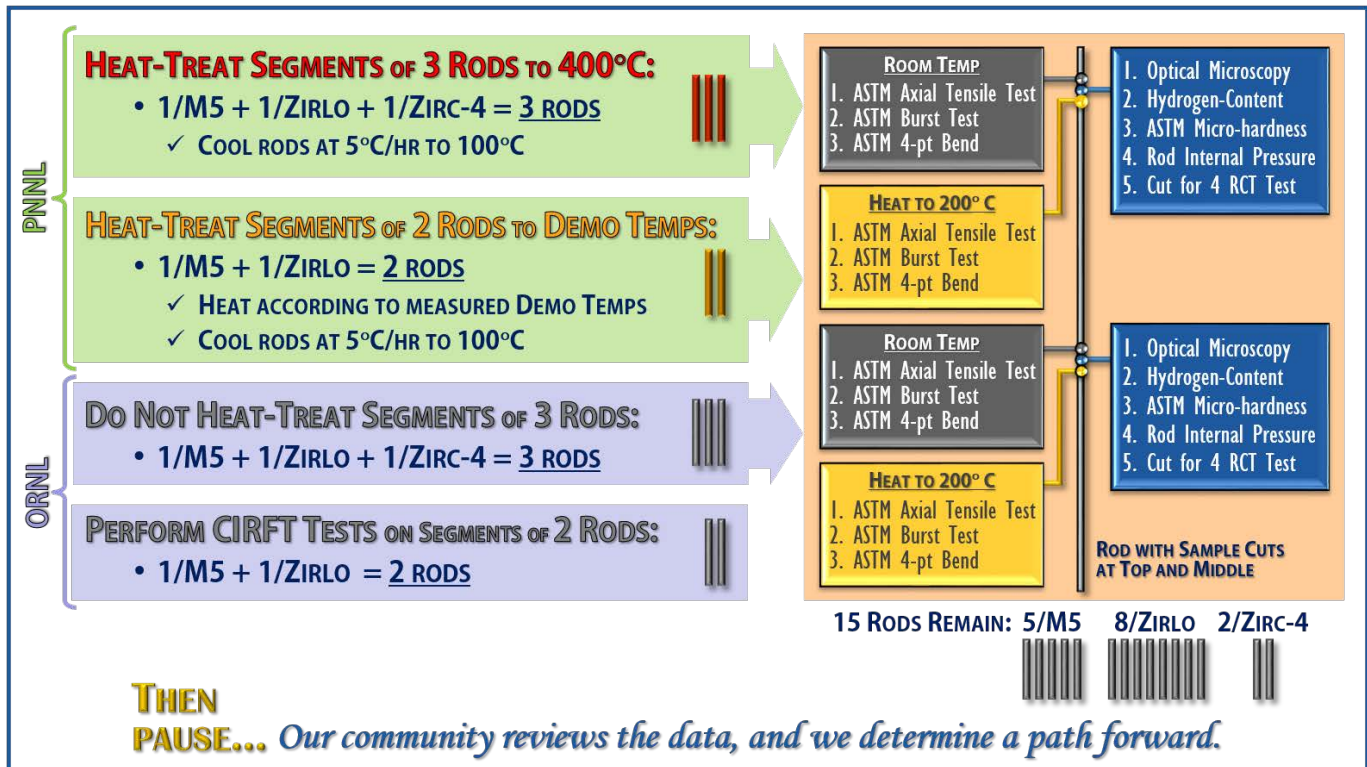 PNNL
HEAT-TREAT SEGMENTS OF 3 RODS TO 400°C:
• 1/M5 + 1/ZIRLO + 1/ZIRC-4 = 3 RODS
✓ COOL RODS AT 5°C/HR TO 100°C
HEAT-TREAT SEGMENTS OF 2 RODS TO DEMO TEMPS:
• 1/M5 + 1/ZIRLO = 2 RODS
✓ HEAT ACCORDING TO MEASURED DEMO TEMPS
✓ COOL RODS AT 5°C/HR TO 100°C
ORNL
DO NOT HEAT-TREAT SEGMENTS OF 3 RODS:
• 1/M5 + 1/ZIRLO + 1/ZIRC-4 = 3 RODS
PERFORM CIRFT TESTS ON SEGMENTS OF 2 RODS:
• 1/M5 + 1/ZIRLO = 2 RODS
ROOM TEMP
1. ASTM Axial Tensile Test
2. ASTM Burst Test
3. ASTM 4-pt Bend
HEAT TO 200° C
1. ASTM Axial Tensile Test
2. ASTM Burst Test
3. ASTM 4-pt Bend
1. Optical Microscopy
2. Hydrogen-Content
3. ASTM Micro-hardness
4. Rod Internal Pressure
5. Cut for 4 RCT Test
ROOM TEMP
1. ASTM Axial Tensile Test
2. ASTM Burst Test
3. ASTM 4-pt Bend
HEAT TO 200° C
1. ASTM Axial Tensile Test
2. ASTM Burst Test
3. ASTM 4-pt Bend
1. Optical Microscopy
2. Hydrogen-Content
3. ASTM Micro-hardness
4. Rod Internal Pressure
5. Cut for 4 RCT Test
ROD WITH SAMPLE CUTS
AT TOP AND MIDDLE
15 RODS REMAIN: 5/M5 8/ZIRLO 2/ZIRC-4
THEN
PAUSE... Our community reviews the data, and we determine a path forward.